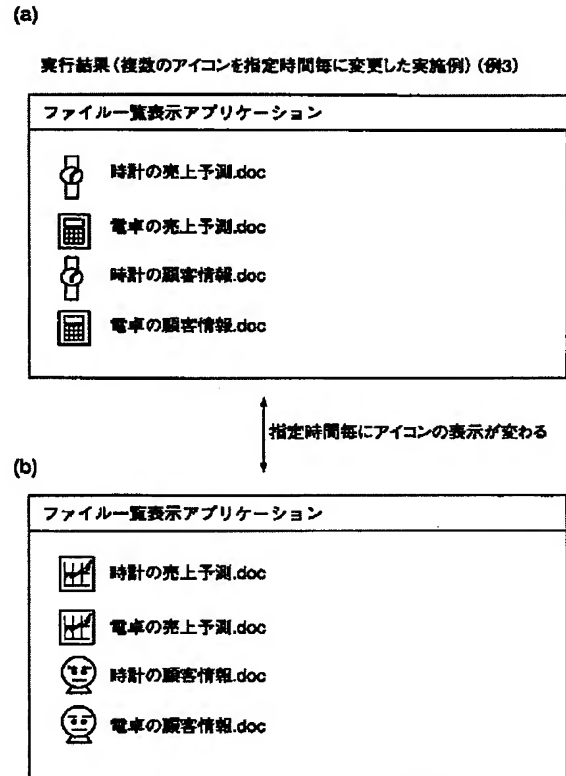 (a)
実行結果(複数のアイコンを指定時間毎に変更した実施例)(例3)
ファイル一覧表示アプリケーション
時計の売上予測.doc
電卓の売上予測.doc
時計の顧客情報.doc
電卓の顧客情報.doc
指定時間毎にアイコンの表示が変わる
(b)
ファイル一覧表示アプリケーション
時計の売上予測.doc
電卓の売上予測.doc
時計の顧客情報.doc
電卓の顧客情報.doc